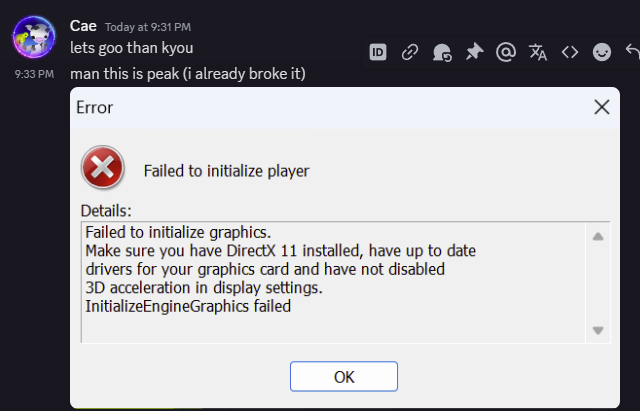 Cae Today at 9:31 PM
lets goo than kyou
9:33 PM man this is peak (i already broke it)
ID
Error
Failed to initialize player
Details:
Failed to initialize graphics.
Make sure you have DirectX 11 installed, have up to date
drivers for your graphics card and have not disabled
3D acceleration in display settings.
InitializeEngineGraphics failed
OK